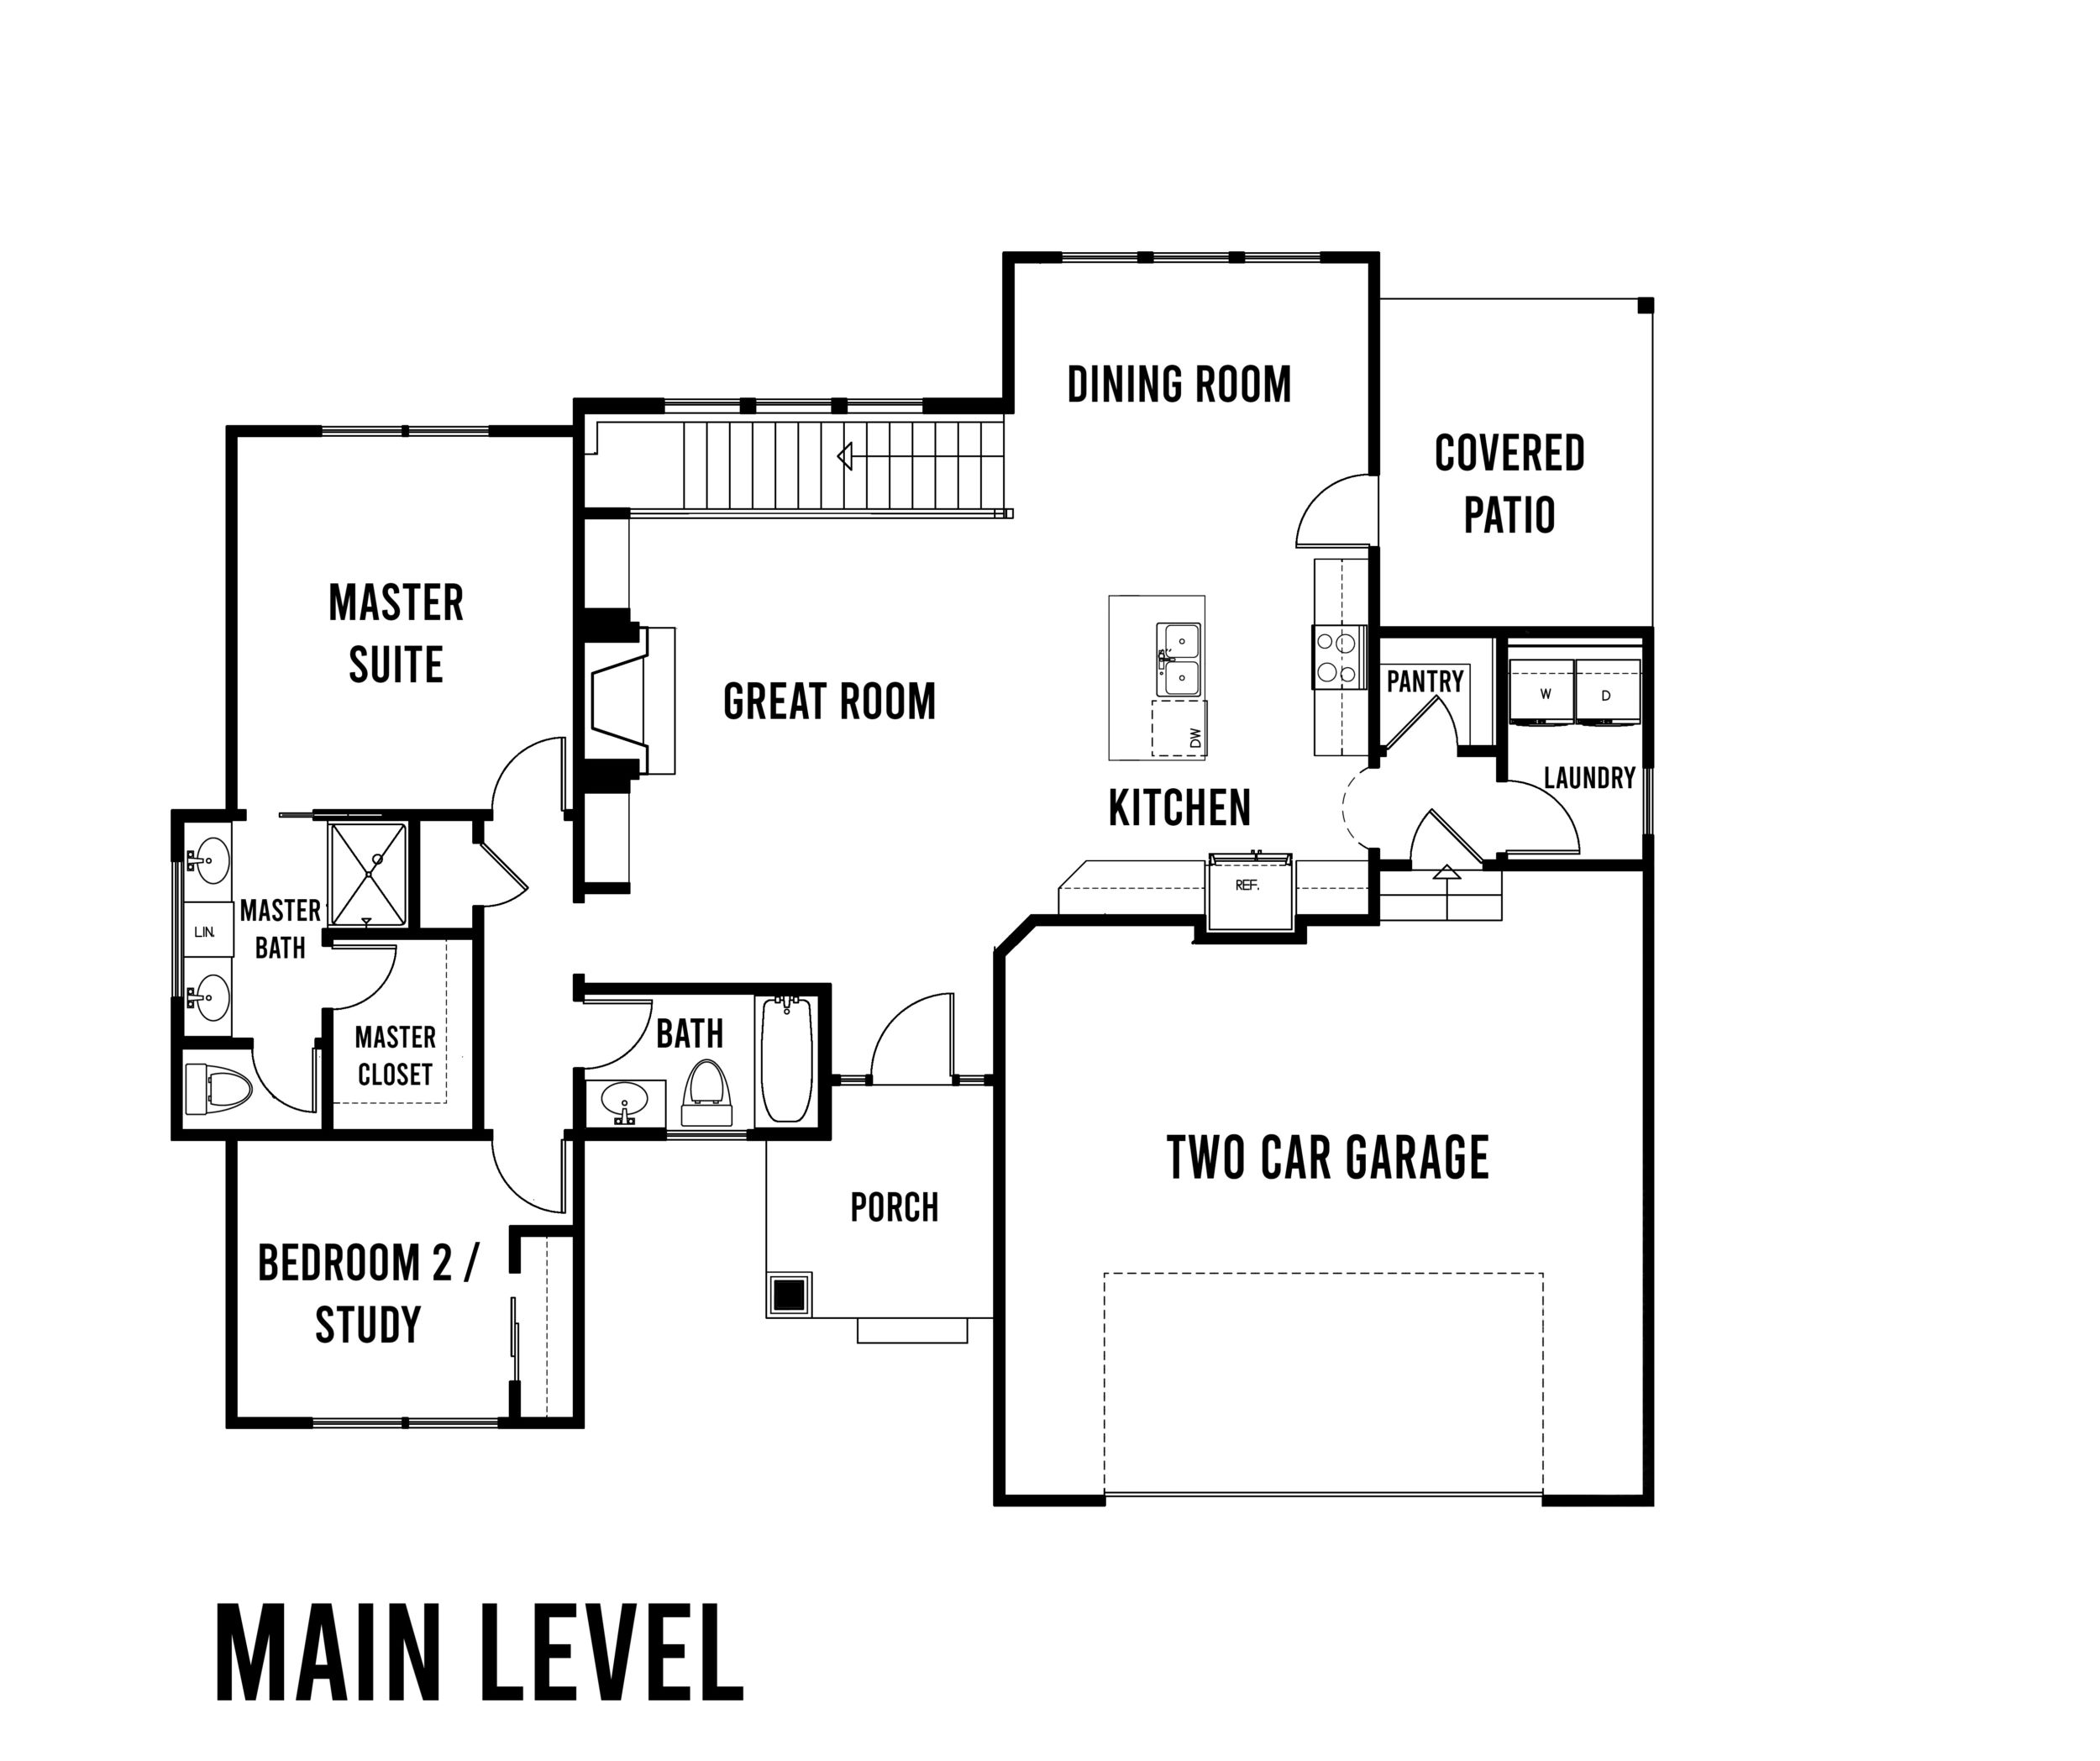 DINING ROOM
COVERED
PATIO
MASTER
SUITE
GREAT ROOM
PANTRY
W
D
DW
LAUNDRY
KITCHEN
REF.
MASTER
BATH
LIN.
MASTER
CLOSET
BATH
TWO CAR GARAGE
PORCH
BEDROOM 2 /
STUDY
MAIN LEVEL